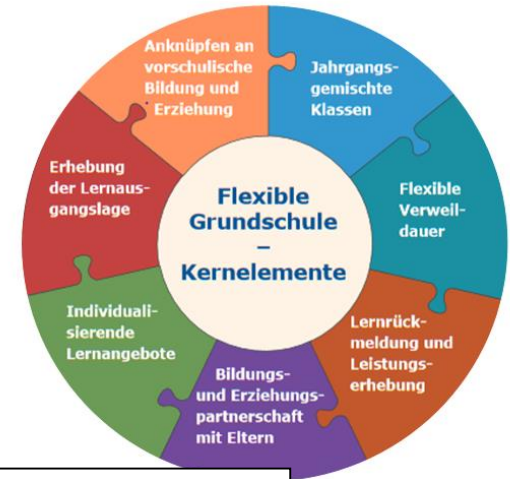 Flexible
Grundschule
–
Kernelemente
Jahrgangs-
gemischte
Klassen
Flexible
Verweil-
dauer
Lernrück-
meldung und
Leistungs-
erhebung
Bildungs-
und Erziehungs-
partnerschaft
mit Eltern
Individuali-
sierende
Lernangebote
Erhebung
der Lernaus-
gangslage
Anknüpfen an
vorschulische
Bildung und
Erziehung